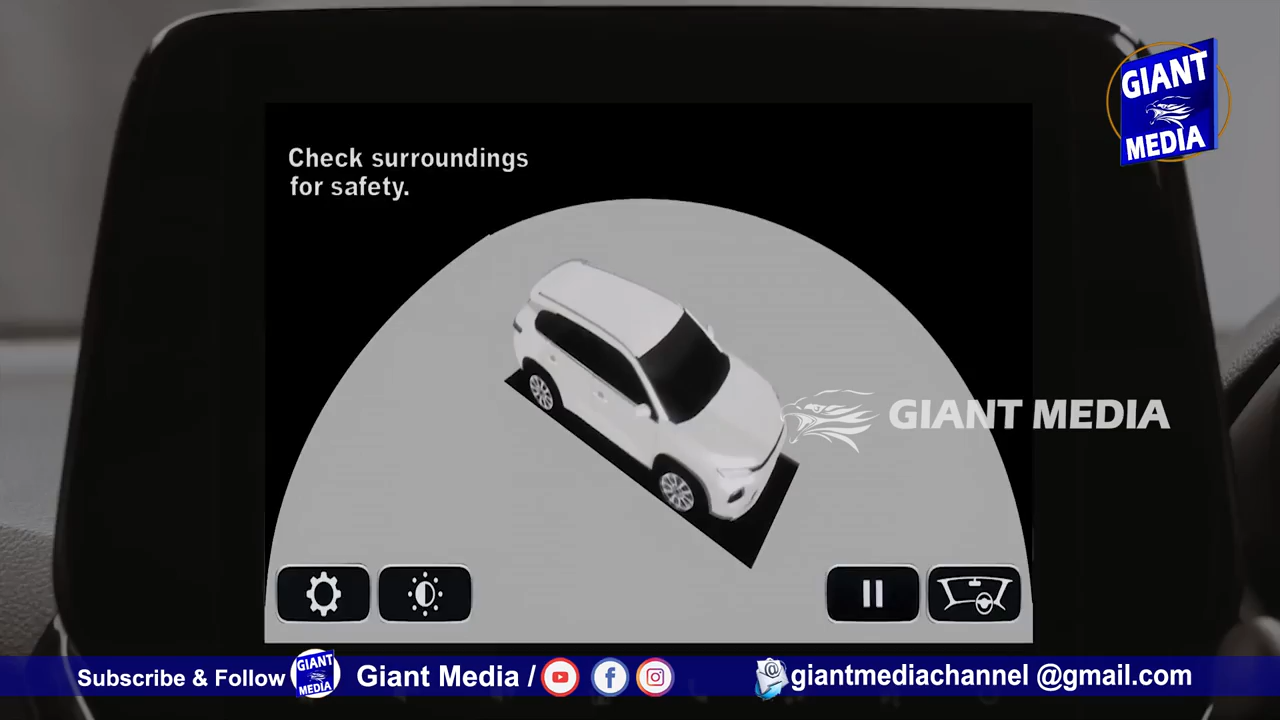 GIANT
MEDIA
Check surroundings
for safety.
GIANT MEDIA
Subscribe & Follow
GIANT
MEDIA
Giant Media /
giantmediachannel @gmail.com